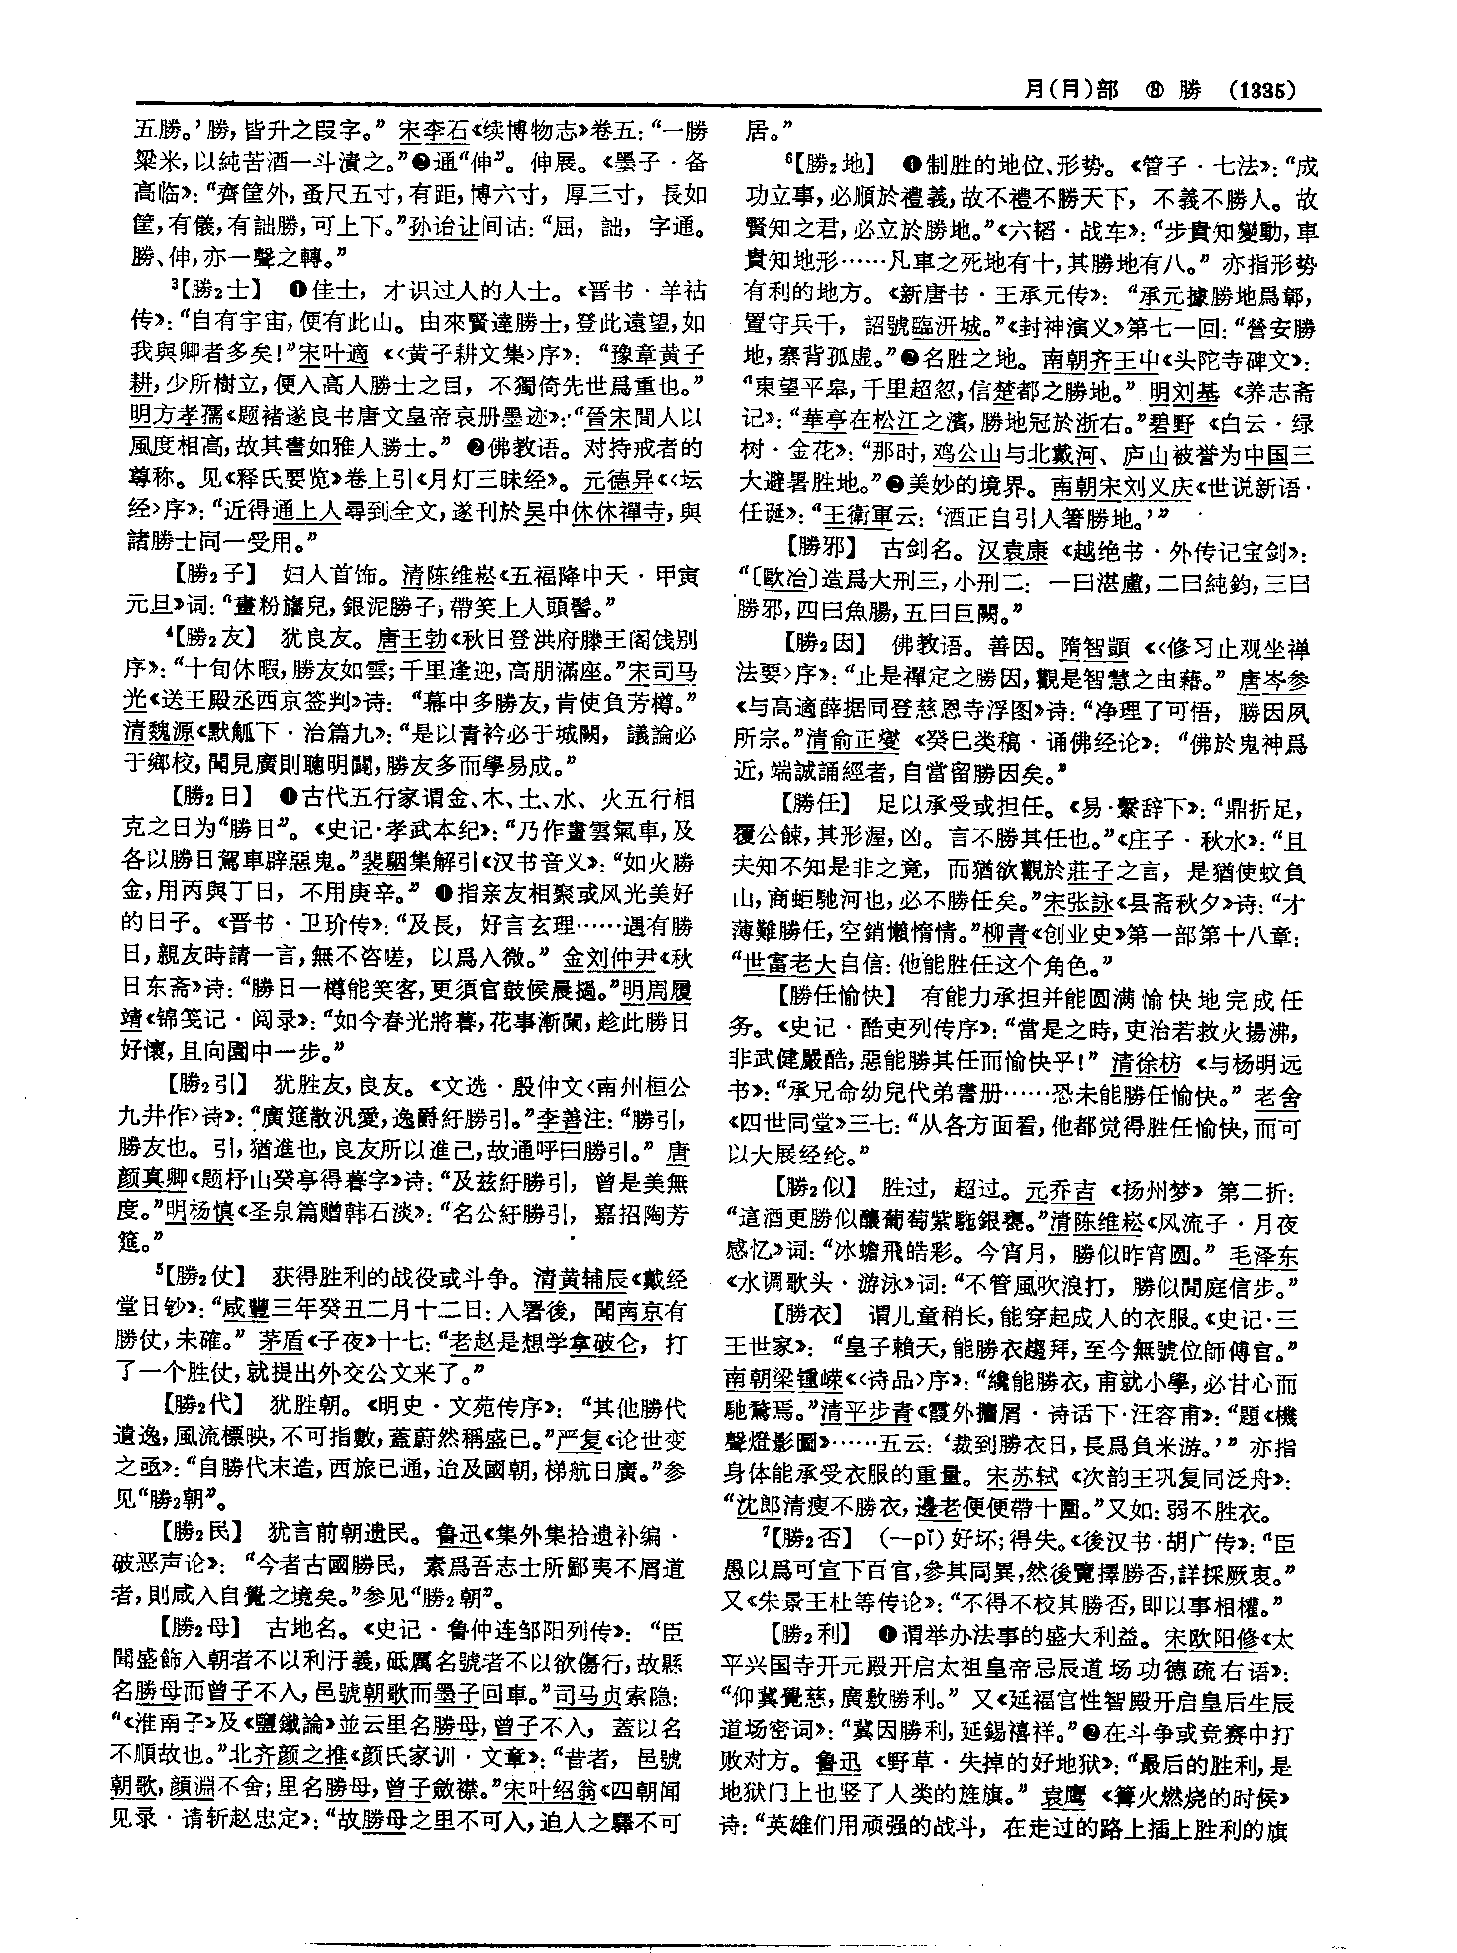 月(月)部 ⑧ 勝 (1335)
五勝。’勝，皆升之叚字。”宋李石《续博物志》卷五：“一勝
粱米，以純苦酒一斗漬之。”❷通“伸”。伸展。《墨子·备
高临》：“齊筐外，蚤尺五寸，有距，博六寸，厚三寸，長如
筐，有儀，有詘勝，可上下。”孙诒让间诂：“屈，詘，字通。
勝、伸，亦一聲之轉。”
³【勝₂士】 ❶佳士，才识过人的人士。《晋书·羊祜
传》：“自有宇宙，便有此山。由來賢達勝士，登此遠望，如
我與卿者多矣！”宋叶適《〈黄子耕文集〉序》：“豫章黄子
耕，少所樹立，便入高人勝士之目，不獨倚先世爲重也。”
明方孝孺《题褚遂良书唐文皇帝哀册墨迹》：“晉宋間人以
風度相高，故其書如雅人勝士。”❷佛教语。对持戒者的
尊称。见《释氏要览》卷上引《月灯三昧经》。元德异《〈坛
经〉序》：“近得通上人尋到全文，遂刊於吴中休休禪寺，與
諸勝士同一受用。”
【勝₂子】 妇人首饰。清陈维崧《五福降中天·甲寅
元旦》词：“畫粉旛兒，銀泥勝子，帶笑上人頭髻。”
⁴【勝₂友】 犹良友。唐王勃《秋日登洪府滕王阁饯别
序》：“十旬休暇，勝友如雲；千里逢迎，高朋滿座。”宋司马
光《送王殿丞西京签判》诗：“幕中多勝友，肯使負芳樽。”
清魏源《默觚下·治篇九》：“是以青衿必于城闕，議論必
于鄉校，聞見廣則聰明闢，勝友多而學易成。”
【勝₂日】 ❶古代五行家谓金、木、土、水、火五行相
克之日为“勝日”。《史记·孝武本纪》：“乃作畫雲氣車，及
各以勝日駕車辟惡鬼。”裴駰集解引《汉书音义》：“如火勝
金，用丙與丁日，不用庚辛。”❶指亲友相聚或风光美好
的日子。《晋书·卫玠传》：“及長，好言玄理……遇有勝
日，親友時請一言，無不咨嗟，以爲入微。”金刘仲尹《秋
日东斋》诗：“勝日一樽能笑客，更須官鼓候晨撾。”明周履
靖《锦笺记·阅录》：“如今春光將暮，花事漸闌，趁此勝日
好懷，且向園中一步。”
【勝₂引】 犹胜友，良友。《文选·殷仲文〈南州桓公
九井作〉诗》：“廣筵散汎愛，逸爵紆勝引。”李善注：“勝引，
勝友也。引，猶進也，良友所以進己，故通呼曰勝引。”唐
颜真卿《题杼山癸亭得暮字》诗：“及兹紆勝引，曾是美無
度。”明杨慎《圣泉篇赠韩石淡》：“名公紆勝引，嘉招陶芳
筵。”
⁵【勝₂仗】 获得胜利的战役或斗争。清黄辅辰《戴经
堂日钞》：“咸豐三年癸丑二月十二日：入署後，聞南京有
勝仗，未確。”茅盾《子夜》十七：“老赵是想学拿破仑，打
了一个胜仗，就提出外交公文来了。”
【勝₂代】 犹胜朝。《明史·文苑传序》：“其他勝代
遺逸，風流標映，不可指數，蓋蔚然稱盛已。”严复《论世变
之亟》：“自勝代末造，西旅已通，迨及國朝，梯航日廣。”参
见“勝₂朝”。
【勝₂民】 犹言前朝遗民。鲁迅《集外集拾遗补编·
破恶声论》：“今者古國勝民，素爲吾志士所鄙夷不屑道
者，則咸入自覺之境矣。”参见“勝₂朝”。
【勝₂母】 古地名。《史记·鲁仲连邹阳列传》：“臣
聞盛飾入朝者不以利汙義，砥厲名號者不以欲傷行，故縣
名勝母而曾子不入，邑號朝歌而墨子回車。”司马贞索隐：
“《淮南子》及《鹽鐵論》並云里名勝母，曾子不入，蓋以名
不順故也。”北齐颜之推《颜氏家训·文章》：“昔者，邑號
朝歌，顔淵不舍；里名勝母，曾子斂襟。”宋叶绍翁《四朝闻
见录·请斩赵忠定》：“故勝母之里不可入，迫人之驛不可
居。”
⁶【勝₂地】 ❶制胜的地位、形势。《管子·七法》：“成
功立事，必順於禮義，故不禮不勝天下，不義不勝人。故
賢知之君，必立於勝地。”《六韬·战车》：“步貴知變動，車
貴知地形……凡車之死地有十，其勝地有八。”亦指形势
有利的地方。《新唐书·王承元传》：“承元據勝地爲鄣，
置守兵千，詔號臨汧城。”《封神演义》第七一回：“營安勝
地，寨背孤虚。”❷名胜之地。南朝齐王屮《头陀寺碑文》：
“東望平皋，千里超忽，信楚都之勝地。”明刘基《养志斋
记》：“華亭在松江之濱，勝地冠於浙右。”碧野《白云·绿
树·金花》：“那时，鸡公山与北戴河、庐山被誉为中国三
大避暑胜地。”❷美妙的境界。南朝宋刘义庆《世说新语·
任诞》：“王衛軍云：‘酒正自引人箸勝地。’”
【勝邪】 古剑名。汉袁康《越绝书·外传记宝剑》：
“〔歐冶〕造爲大刑三，小刑二：一曰湛盧，二曰純鈞，三曰
勝邪，四曰魚腸，五曰巨闕。”
【勝₂因】 佛教语。善因。隋智顗《〈修习止观坐禅
法要〉序》：“止是禪定之勝因，觀是智慧之由藉。”唐岑参
《与高適薛据同登慈恩寺浮图》诗：“净理了可悟，勝因夙
所宗。”清俞正燮《癸巳类稿·诵佛经论》：“佛於鬼神爲
近，端誠誦經者，自當留勝因矣。”
【勝任】 足以承受或担任。《易·繫辞下》：“鼎折足，
覆公餗，其形渥，凶。言不勝其任也。”《庄子·秋水》：“且
夫知不知是非之竟，而猶欲觀於莊子之言，是猶使蚊負
山，商蚷馳河也，必不勝任矣。”宋张詠《县斋秋夕》诗：“才
薄難勝任，空銷懶惰情。”柳青《创业史》第一部第十八章：
“世富老大自信：他能胜任这个角色。”
【勝任愉快】 有能力承担并能圆满愉快地完成任
务。《史记·酷吏列传序》：“當是之時，吏治若救火揚沸，
非武健嚴酷，惡能勝其任而愉快乎！”清徐枋《与杨明远
书》：“承兄命幼兒代弟書册……恐未能勝任愉快。”老舍
《四世同堂》三七：“从各方面看，他都觉得胜任愉快，而可
以大展经纶。”
【勝₂似】 胜过，超过。元乔吉《扬州梦》第二折：
“這酒更勝似釀葡萄紫駞銀甕。”清陈维崧《风流子·月夜
感忆》词：“冰蟾飛皓彩。今宵月，勝似昨宵圆。”毛泽东
《水调歌头·游泳》词：“不管風吹浪打，勝似閒庭信步。”
【勝衣】 谓儿童稍长，能穿起成人的衣服。《史记·三
王世家》：“皇子賴天，能勝衣趨拜，至今無號位師傅官。”
南朝梁锺嵘《〈诗品〉序》：“纔能勝衣，甫就小學，必甘心而
馳騖焉。”清平步青《霞外攟屑·诗话下·汪容甫》：“題《機
聲燈影圖》……五云：‘裁到勝衣日，長爲負米游。’”亦指
身体能承受衣服的重量。宋苏轼《次韵王巩复同泛舟》：
“沈郎清瘦不勝衣，邊老便便帶十圍。”又如：弱不胜衣。
⁷【勝₂否】 （—pǐ）好坏；得失。《後汉书·胡广传》：“臣
愚以爲可宣下百官，參其同異，然後覽擇勝否，詳採厥衷。”
又《朱景王杜等传论》：“不得不校其勝否，即以事相權。”
【勝₂利】 ❶谓举办法事的盛大利益。宋欧阳修《太
平兴国寺开元殿开启太祖皇帝忌辰道场功德疏右语》：
“仰冀覺慈，廣敷勝利。”又《延福宫性智殿开启皇后生辰
道场密词》：“冀因勝利，延錫禧祥。”❷在斗争或竞赛中打
败对方。鲁迅《野草·失掉的好地狱》：“最后的胜利，是
地狱门上也竖了人类的旌旗。”袁鹰《篝火燃烧的时候》
诗：“英雄们用顽强的战斗，在走过的路上插上胜利的旗